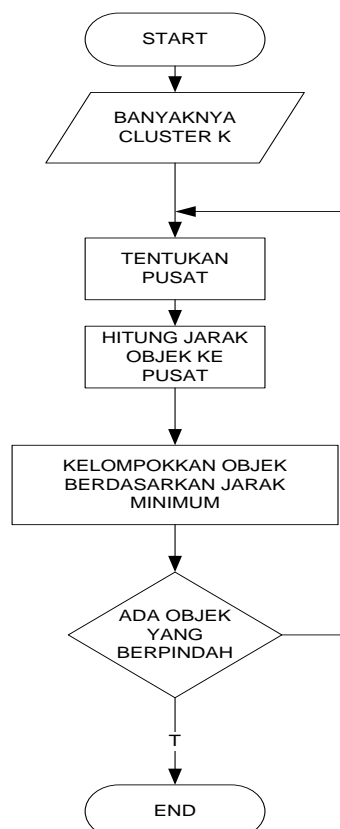 START
BANYAKNYA
CLUSTER K
TENTUKAN
PUSAT
HITUNG JARAK
OBJEK KE
PUSAT
KELOMPOKKAN OBJEK
BERDASARKAN JARAK
MINIMUM
ADA OBJEK
YANG
BERPINDAH
T
END